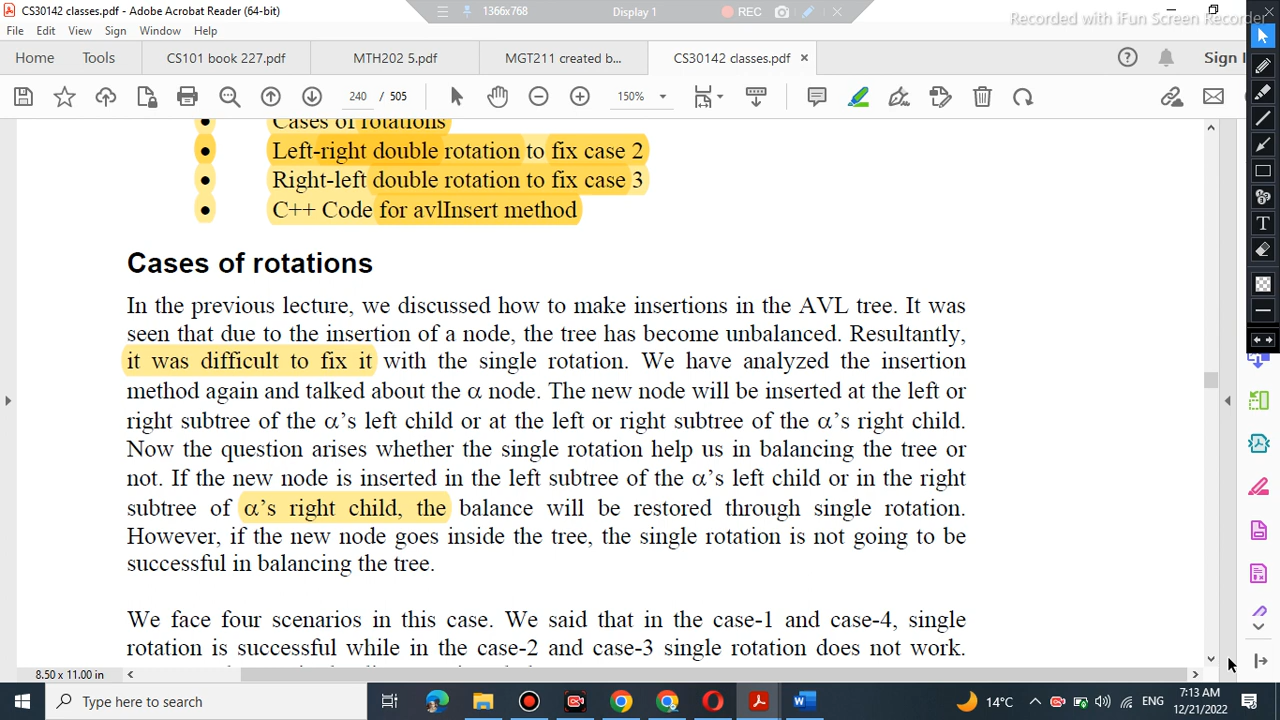 CS30142 classes.pdf - Adobe Acrobat Reader (64-bit)
1366x768
Display 1
REC
Recorded with iFun Screen Recorder
File Edit View Sign Window Help
Home Tools CS101 book 227.pdf MTH202 5.pdf MGT211 created b... CS30142 classes.pdf × Sign
240 / 505 150%
• Cases of rotations
• Left-right double rotation to fix case 2
• Right-left double rotation to fix case 3
• C++ Code for avlInsert method
Cases of rotations
In the previous lecture, we discussed how to make insertions in the AVL tree. It was
seen that due to the insertion of a node, the tree has become unbalanced. Resultantly,
it was difficult to fix it with the single rotation. We have analyzed the insertion
method again and talked about the α node. The new node will be inserted at the left or
right subtree of the α’s left child or at the left or right subtree of the α’s right child.
Now the question arises whether the single rotation help us in balancing the tree or
not. If the new node is inserted in the left subtree of the α’s left child or in the right
subtree of α’s right child, the balance will be restored through single rotation.
However, if the new node goes inside the tree, the single rotation is not going to be
successful in balancing the tree.
We face four scenarios in this case. We said that in the case-1 and case-4, single
rotation is successful while in the case-2 and case-3 single rotation does not work.
8.50 x 11.00 in
Type here to search
14°C
ENG
7:13 AM
12/21/2022